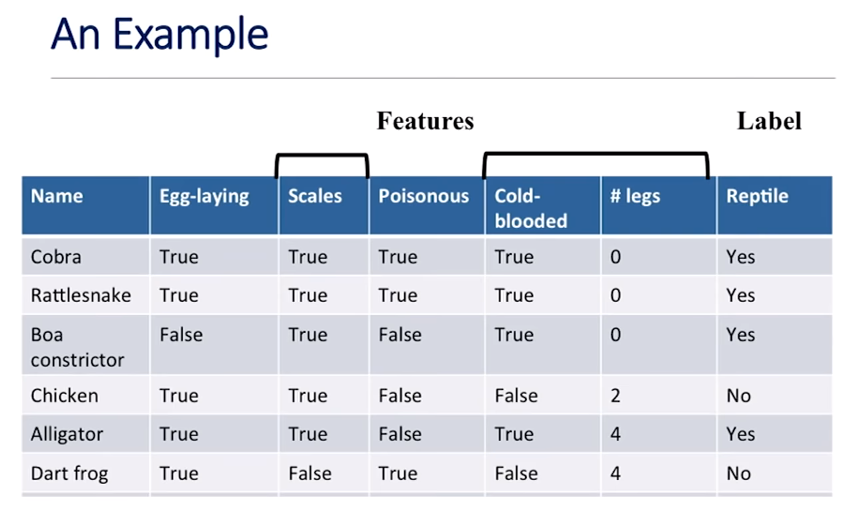 An Example
Features Label
Name Egg-laying Scales Poisonous Cold- # legs Reptile
blooded
Cobra True True True True 0 Yes
Rattlesnake True True True True 0 Yes
Boa False True False True 0 Yes
constrictor
Chicken True True False False 2 No
Alligator True True False True 4 Yes
Dart frog True False True False 4 No